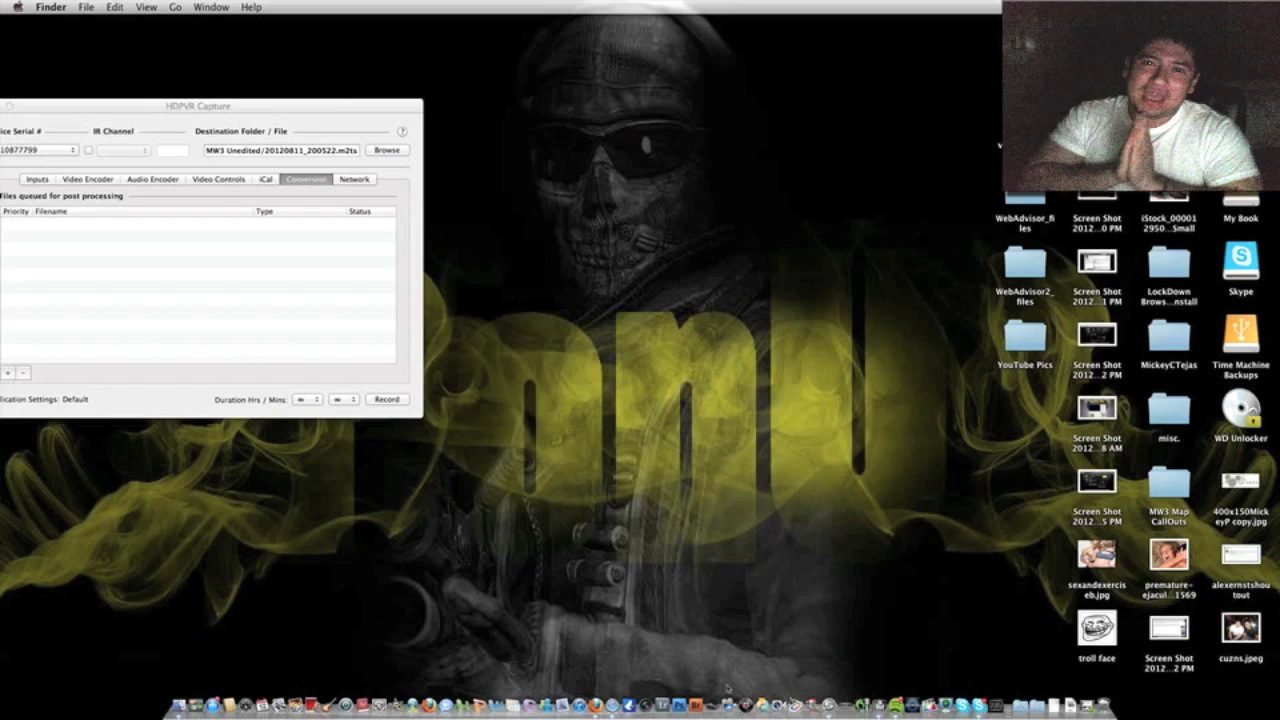 Finder File Edit View Go Window Help
HDPVR Capture
ice Serial # IR Channel Destination Folder / File ?
10877799 MW3 Unedited/20120811_200522.m2ts Browse
Inputs Video Encoder Audio Encoder Video Controls iCal Conversion Network
Files queued for post processing
Priority Filename Type Status
lication Settings: Default Duration Hrs / Mins: ∞ ∞ Record
WebAdvisor_fi
les
Screen Shot
2012...0 PM
iStock_00001
2950...Small
My Book
WebAdvisor2_
files
Screen Shot
2012...1 PM
LockDown
Brows...nstall
Skype
YouTube Pics
Screen Shot
2012...2 PM
MickeyCTejas
Time Machine
Backups
Screen Shot
2012...8 AM
misc.
WD Unlocker
Screen Shot
2012...5 PM
MW3 Map
CallOuts
400x150Mick
eyP copy.jpg
sexandexercis
eb.jpg
premature-
ejacul...1569
alexernstshou
tout
troll face
Screen Shot
2012...2 PM
cuzns.jpeg